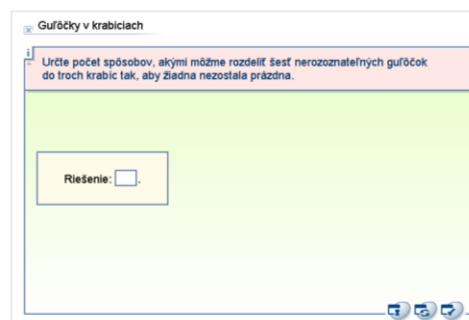 Guľôčky v krabiciach
Určte počet spôsobov, akými môžme rozdeliť šesť nerozoznateľných guľôčok
do troch krabíc tak, aby žiadna nezostala prázdna.
Riešenie: .